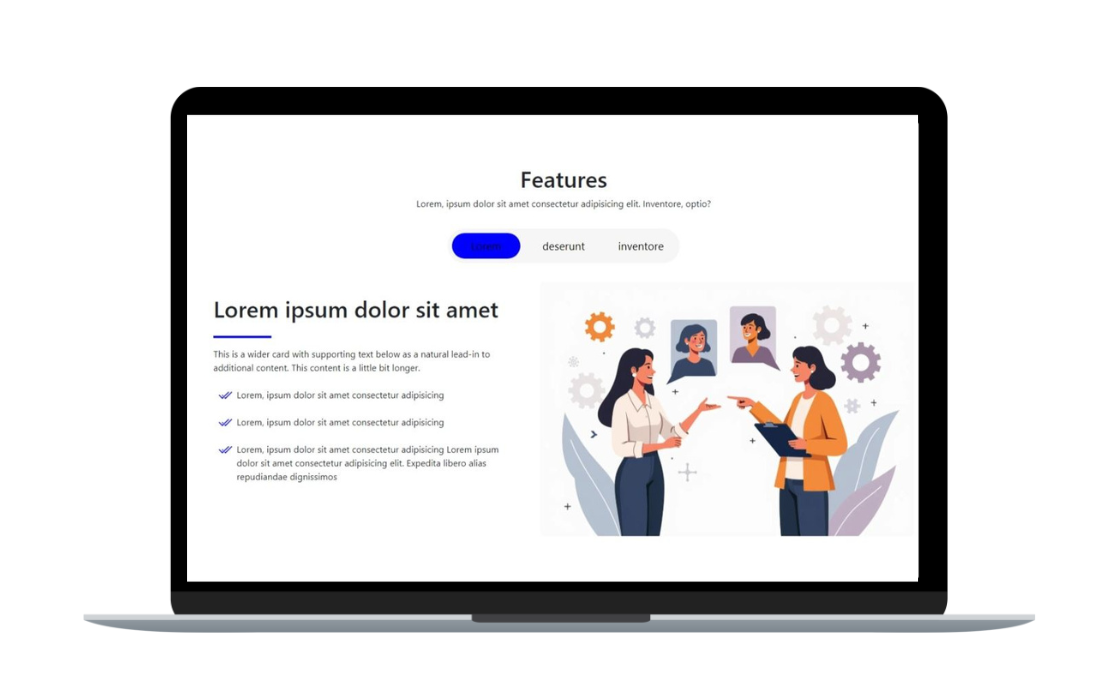 Features
Lorem, ipsum dolor sit amet consectetur adipisicing elit. Inventore, optio?
Lorem deserunt inventore
Lorem ipsum dolor sit amet
This is a wider card with supporting text below as a natural lead-in to
additional content. This content is a little bit longer.
Lorem, ipsum dolor sit amet consectetur adipisicing
Lorem, ipsum dolor sit amet consectetur adipisicing
Lorem, ipsum dolor sit amet consectetur adipisicing Lorem ipsum
dolor sit amet consectetur adipisicing elit. Expedita libero alias
repudiandae dignissimos